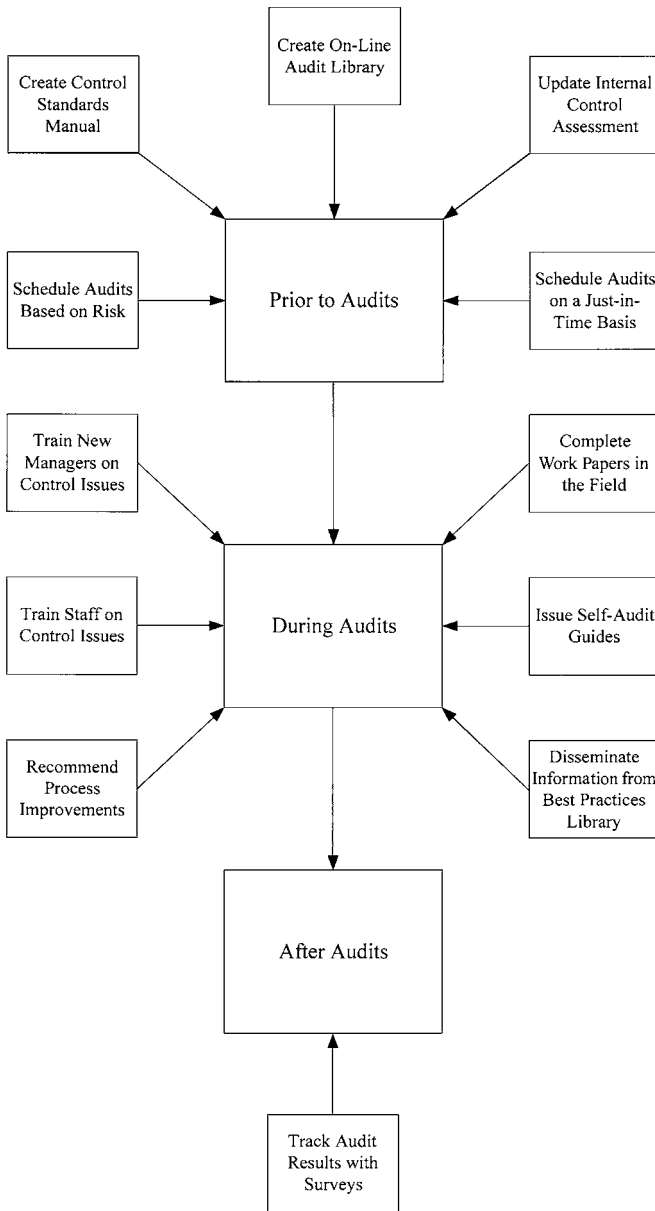 Create On-Line
Audit Library
Create Control
Standards
Manual
Update Internal
Control
Assessment
Schedule Audits
Based on Risk
Prior to Audits
Schedule Audits
on a Just-in-
Time Basis
Train New
Managers on
Control Issues
Complete
Work Papers in
the Field
Train Staff on
Control Issues
During Audits
Issue Self-Audit
Guides
Recommend
Process
Improvements
Disseminate
Information from
Best Practices
Library
After Audits
Track Audit
Results with
Surveys